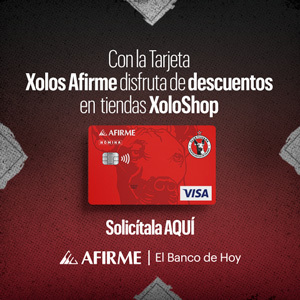 Con la Tarjeta
Xolos Afirme disfruta de descuentos
en tiendas XoloShop
AFIRME
NÓMINA
VISA
Solicítala AQUÍ
AFIRME | El Banco de Hoy